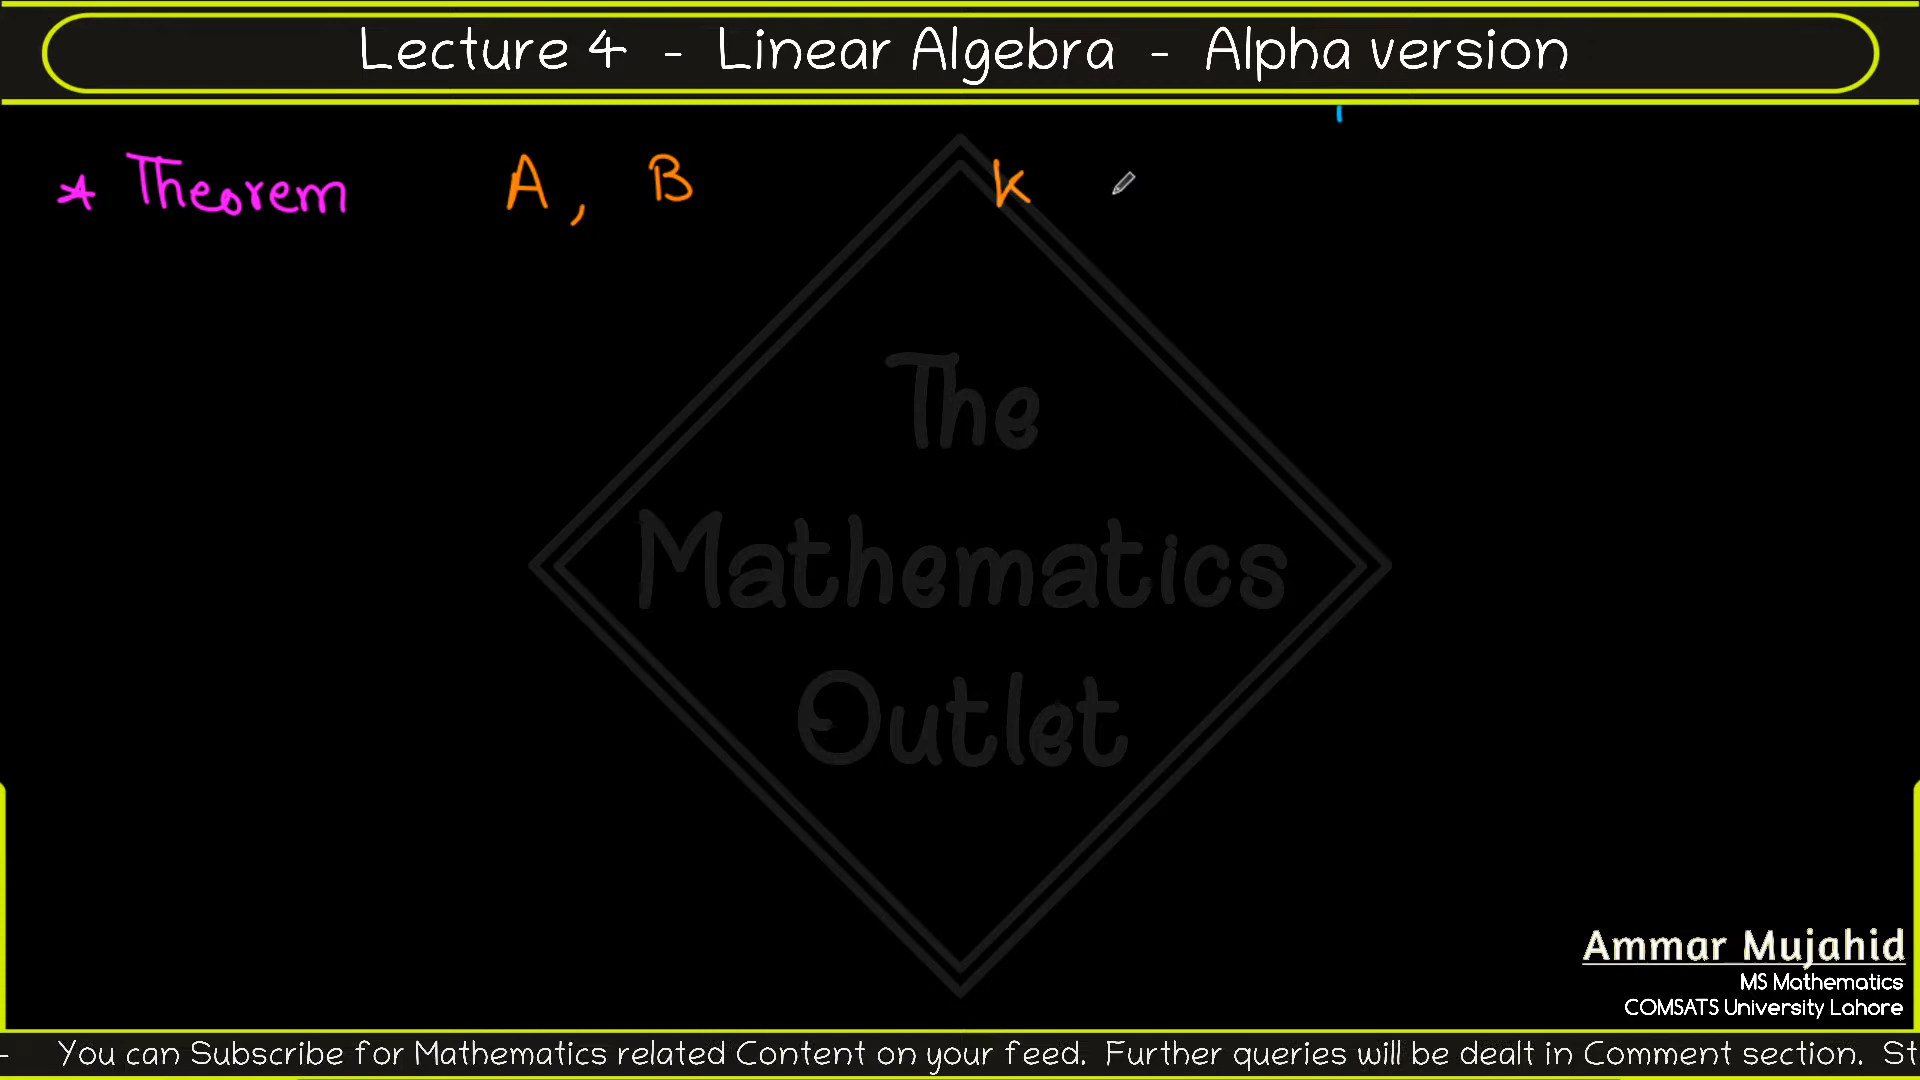 Lecture 4 - Linear Algebra - Alpha version
* Theorem A, B k
The
Mathematics
Outlet
Ammar Mujahid
MS Mathematics
COMSATS University Lahore
- You can Subscribe for Mathematics related Content on your feed. Further queries will be dealt in Comment section. St